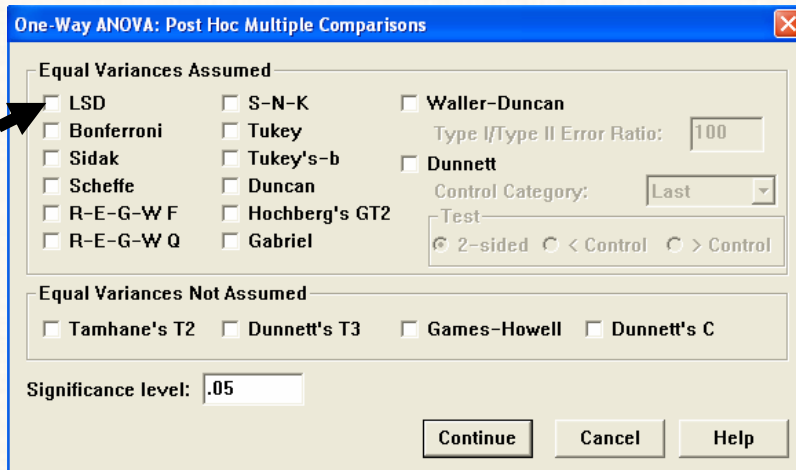 One-Way ANOVA: Post Hoc Multiple Comparisons
Equal Variances Assumed
LSD S-N-K Waller-Duncan
Bonferroni Tukey Type I/Type II Error Ratio: 100
Sidak Tukey's-b Dunnett
Scheffe Duncan Control Category: Last
R-E-G-W F Hochberg's GT2 Test
R-E-G-W Q Gabriel 2-sided < Control > Control
Equal Variances Not Assumed
Tamhane's T2 Dunnett's T3 Games-Howell Dunnett's C
Significance level: .05
Continue Cancel Help